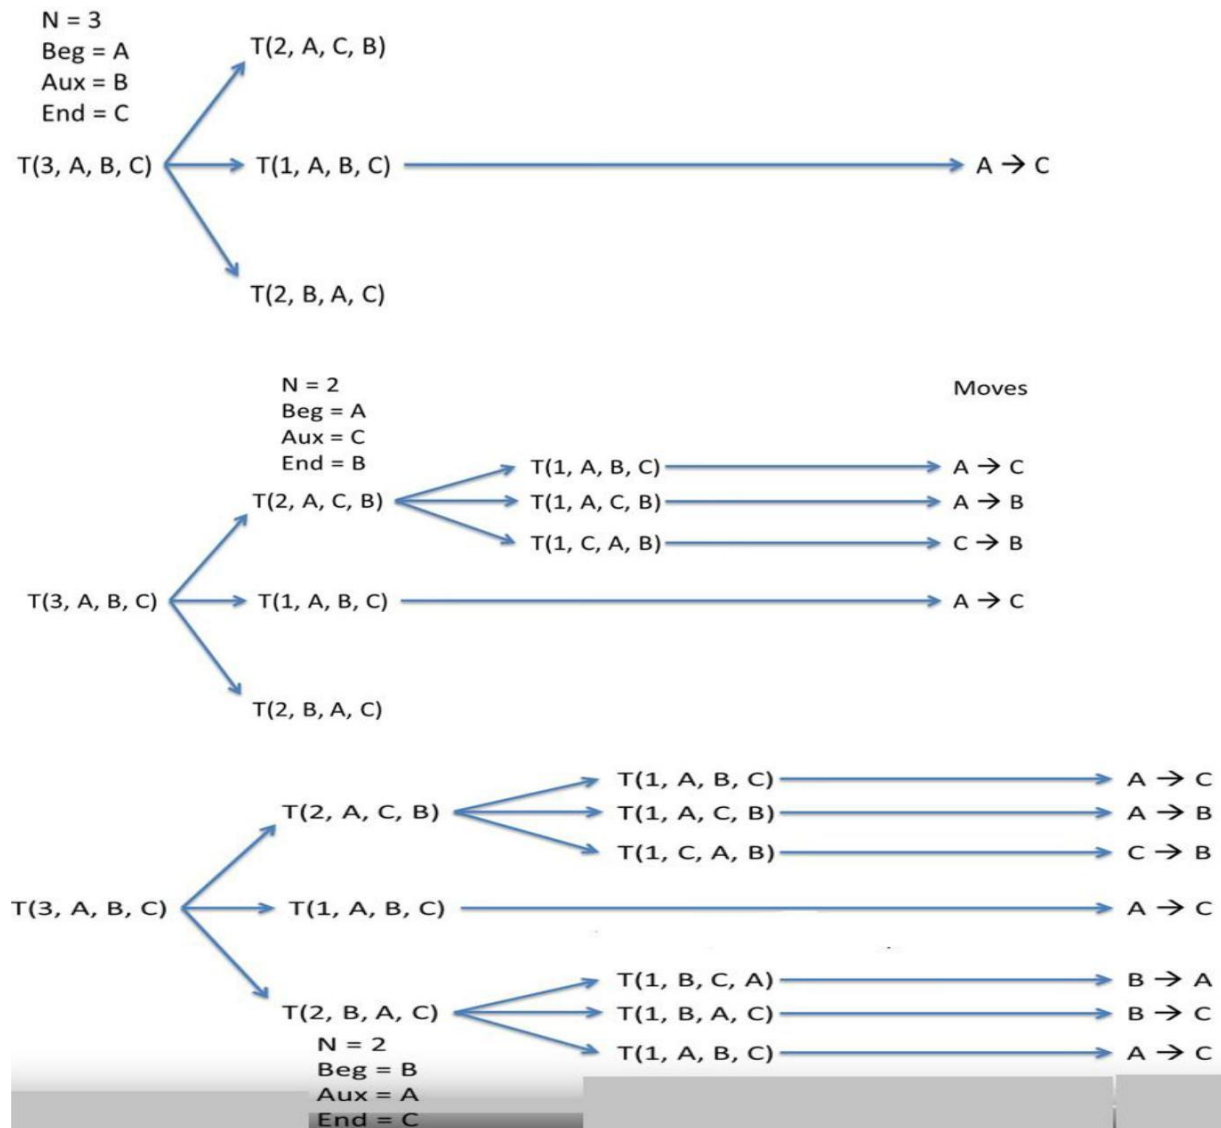 N = 3
Beg = A
Aux = B
End = C
T(2, A, C, B)
T(3, A, B, C)
T(1, A, B, C)
A → C
T(2, B, A, C)
N = 2
Beg = A
Aux = C
End = B
Moves
T(1, A, B, C)
A → C
T(2, A, C, B)
T(1, A, C, B)
A → B
T(1, C, A, B)
C → B
T(3, A, B, C)
T(1, A, B, C)
A → C
T(2, B, A, C)
T(1, A, B, C)
A → C
T(2, A, C, B)
T(1, A, C, B)
A → B
T(1, C, A, B)
C → B
T(3, A, B, C)
T(1, A, B, C)
A → C
T(1, B, C, A)
B → A
T(2, B, A, C)
T(1, B, A, C)
B → C
T(1, A, B, C)
A → C
N = 2
Beg = B
Aux = A
End = C